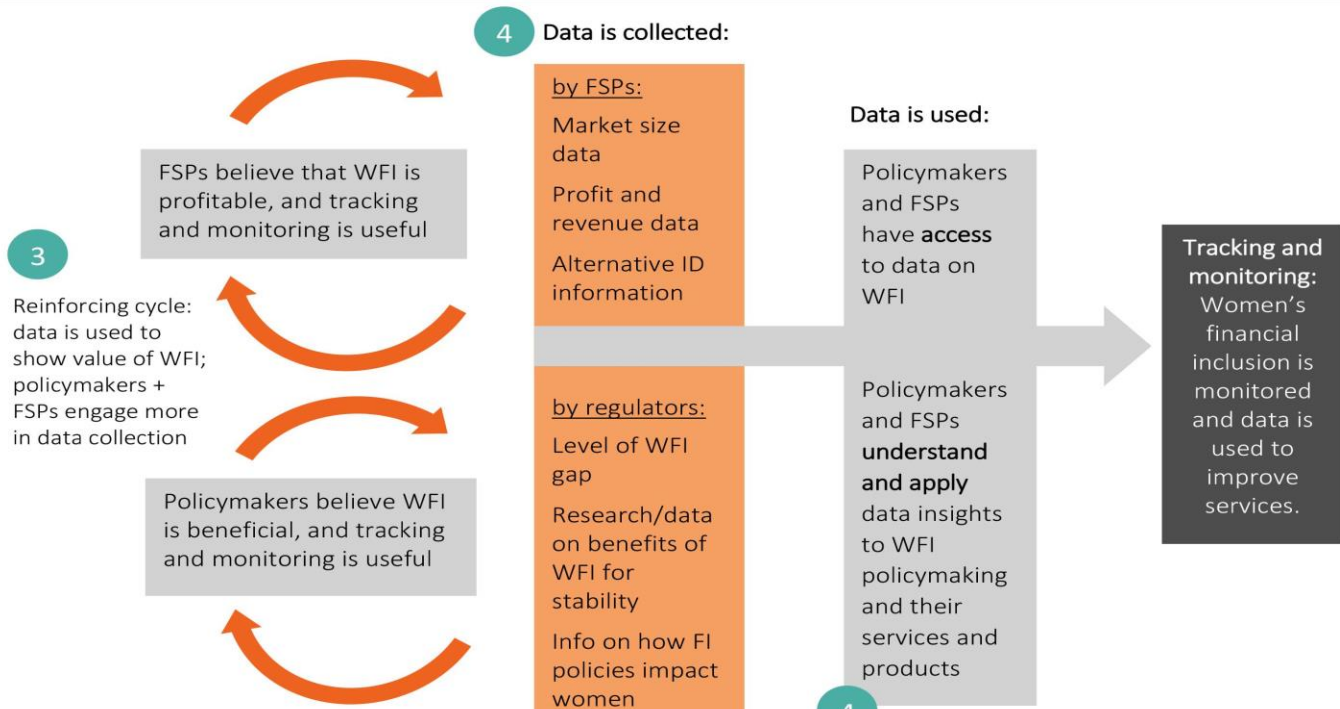 4
Data is collected:
by FSPs:
Market size
data
Profit and
revenue data
Alternative ID
information
by regulators:
Level of WFI
gap
Research/data
on benefits of
WFI for
stability
Info on how FI
policies impact
women
FSPs believe that WFI is
profitable, and tracking
and monitoring is useful
3
Reinforcing cycle:
data is used to
show value of WFI;
policymakers +
FSPs engage more
in data collection
Policymakers believe WFI
is beneficial, and tracking
and monitoring is useful
Data is used:
Policymakers
and FSPs
have access
to data on
WFI
Policymakers
and FSPs
understand
and apply
data insights
to WFI
policymaking
and their
services and
products
4
Tracking and
monitoring:
Women's
financial
inclusion is
monitored
and data is
used to
improve
services.